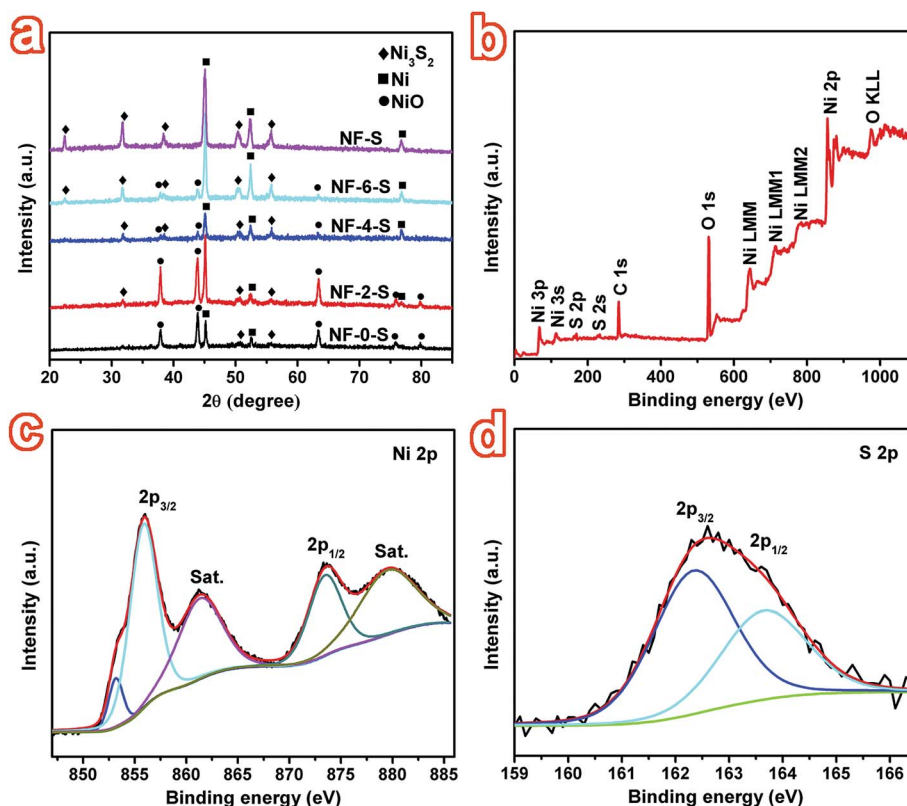 a
Intensity (a.u.)
◆ Ni₃S₂
■ Ni
● NiO
NF-S
NF-6-S
NF-4-S
NF-2-S
NF-0-S
20 30 40 50 60 70 80
2θ (degree)
b
Intensity (a.u.)
Ni 3p
Ni 3s
S 2p
S 2s
C 1s
O 1s
Ni LMM
Ni LMM1
Ni LMM2
Ni 2p
O KLL
0 200 400 600 800 1000
Binding energy (eV)
c
Ni 2p
Intensity (a.u.)
2p₃/₂
Sat.
2p₁/₂
Sat.
850 855 860 865 870 875 880 885
Binding energy (eV)
d
S 2p
Intensity (a.u.)
2p₃/₂
2p₁/₂
159 160 161 162 163 164 165 166
Binding energy (eV)